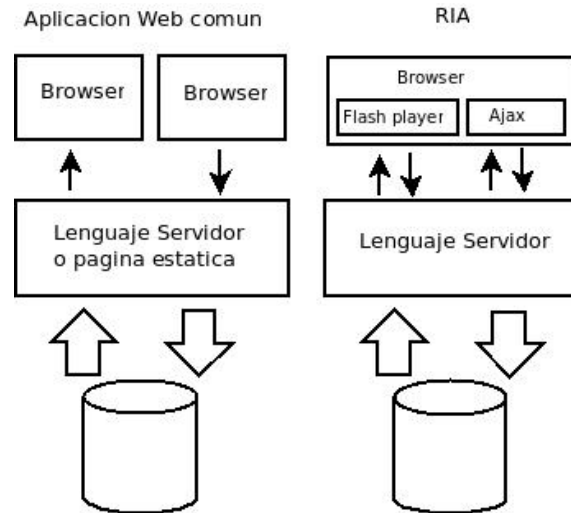 Aplicacion Web comun
Browser
Browser
Lenguaje Servidor
o pagina estatica
RIA
Browser
Flash player
Ajax
Lenguaje Servidor